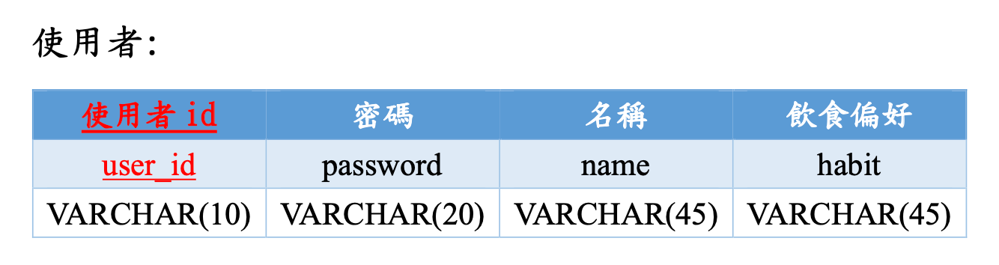 使用者:
使用者 id 密碼 名稱 飲食偏好
user_id password name habit
VARCHAR(10) VARCHAR(20) VARCHAR(45) VARCHAR(45)